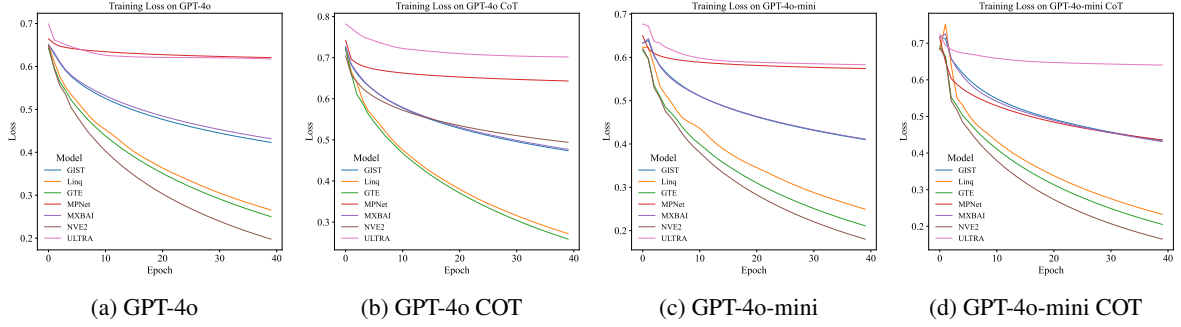 Training Loss on GPT-4o
Loss
0.7
0.6
0.5
0.4
0.3
0.2
Model
GIST
Linq
GTE
MPNet
MXBAI
NVE2
ULTRA
0
10
20
30
40
Epoch
(a) GPT-4o
Training Loss on GPT-4o CoT
Loss
0.8
0.7
0.6
0.5
0.4
0.3
Model
GIST
Linq
GTE
MPNet
MXBAI
NVE2
ULTRA
0
10
20
30
40
Epoch
(b) GPT-4o COT
Training Loss on GPT-4o-mini
Loss
0.7
0.6
0.5
0.4
0.3
0.2
Model
GIST
Linq
GTE
MPNet
MXBAI
NVE2
ULTRA
0
10
20
30
40
Epoch
(c) GPT-4o-mini
Training Loss on GPT-4o-mini CoT
Loss
0.7
0.6
0.5
0.4
0.3
0.2
Model
GIST
Linq
GTE
MPNet
MXBAI
NVE2
ULTRA
0
10
20
30
40
Epoch
(d) GPT-4o-mini COT